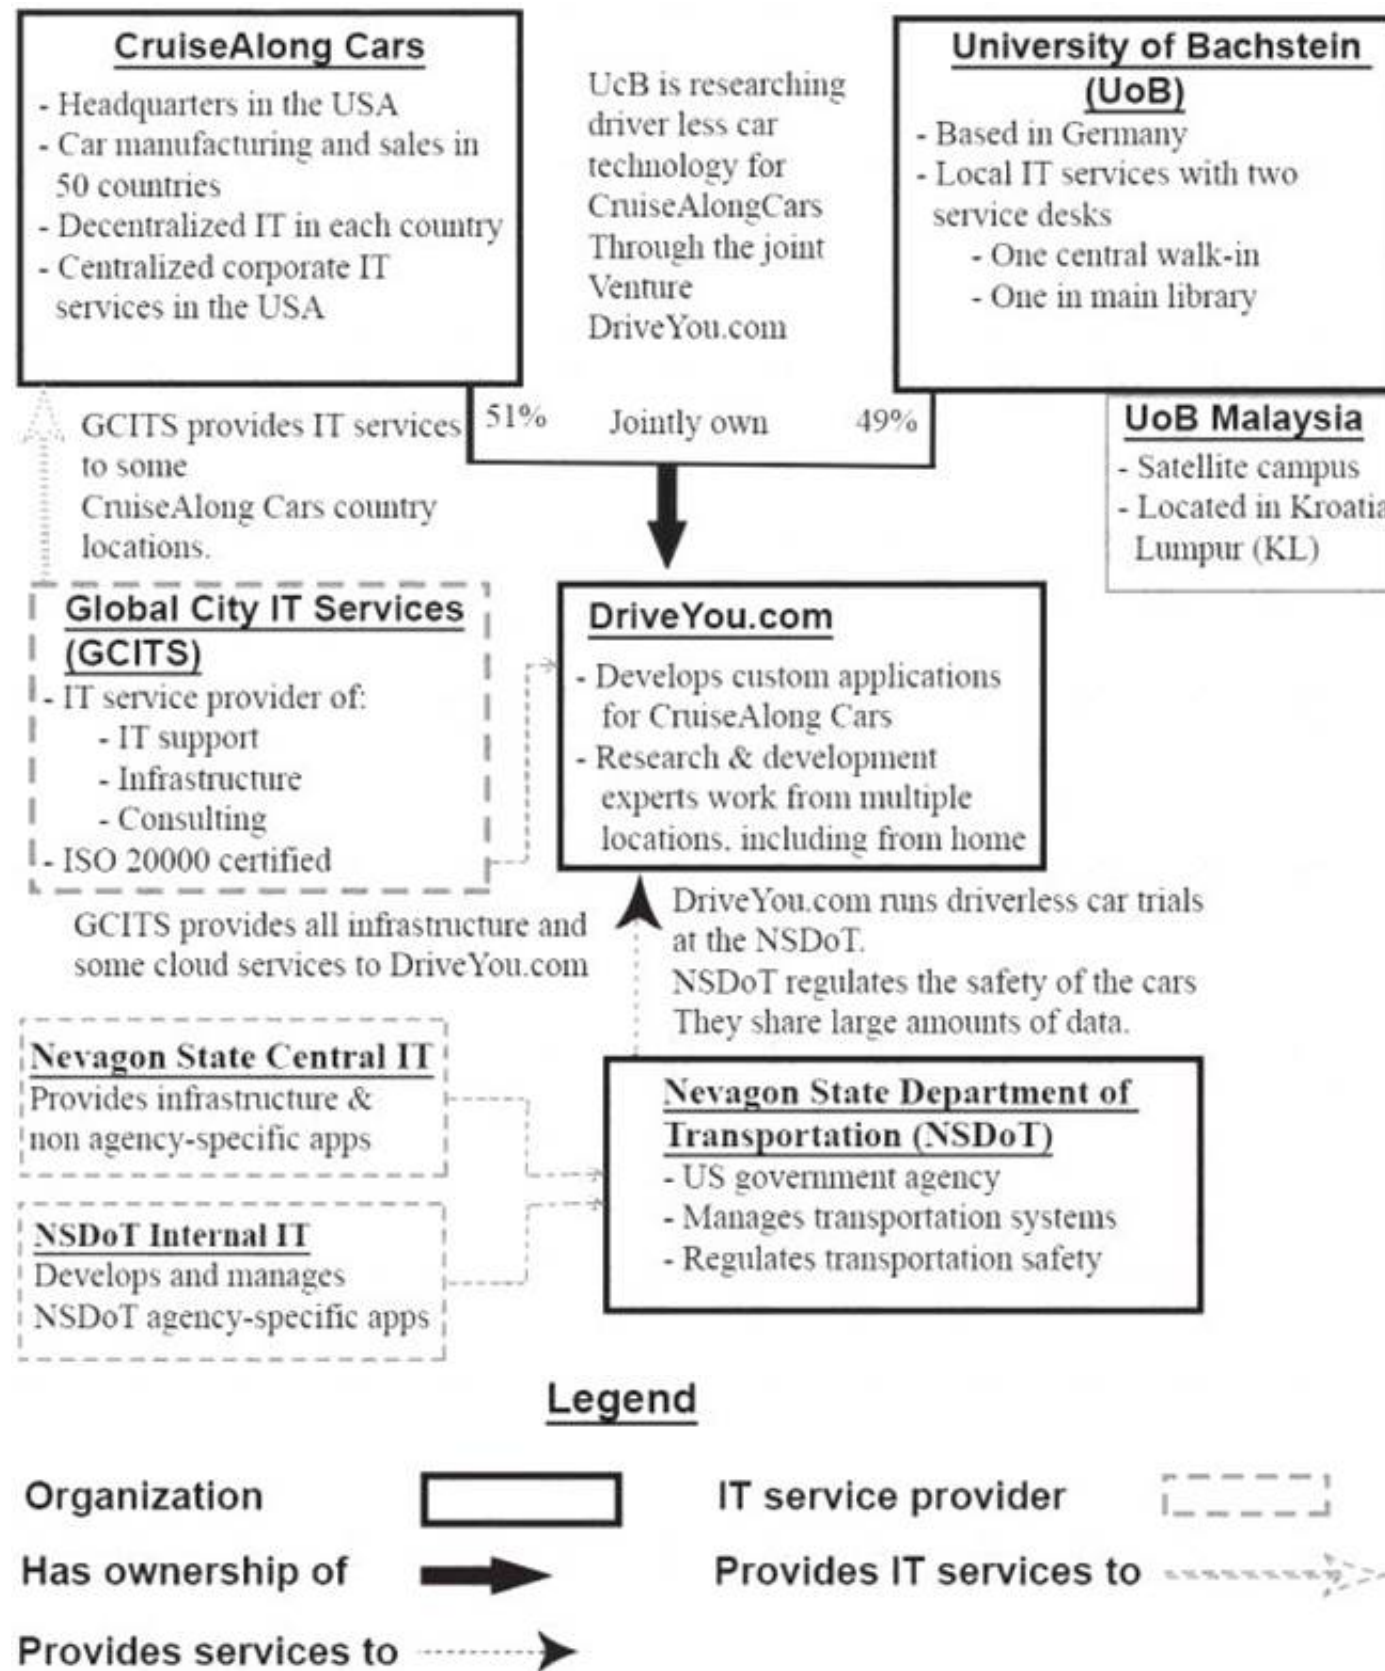 CruiseAlong Cars
- Headquarters in the USA
- Car manufacturing and sales in
50 countries
- Decentralized IT in each country
- Centralized corporate IT
services in the USA
UcB is researching
driver less car
technology for
CruiseAlongCars
Through the joint
Venture
DriveYou.com
University of Bachstein
(UoB)
- Based in Germany
- Local IT services with two
service desks
- One central walk-in
- One in main library
51% Jointly own 49%
UoB Malaysia
- Satellite campus
- Located in Kroatia
Lumpur (KL)
GCITS provides IT services
to some
CruiseAlong Cars country
locations.
Global City IT Services
(GCITS)
- IT service provider of:
- IT support
- Infrastructure
- Consulting
- ISO 20000 certified
DriveYou.com
- Develops custom applications
for CruiseAlong Cars
- Research & development
experts work from multiple
locations, including from home
GCITS provides all infrastructure and
some cloud services to DriveYou.com
DriveYou.com runs driverless car trials
at the NSDoT.
NSDoT regulates the safety of the cars
They share large amounts of data.
Nevagon State Central IT
Provides infrastructure &
non agency-specific apps
NSDoT Internal IT
Develops and manages
NSDoT agency-specific apps
Nevagon State Department of
Transportation (NSDoT)
- US government agency
- Manages transportation systems
- Regulates transportation safety
Legend
Organization
IT service provider
Has ownership of
Provides IT services to
Provides services to